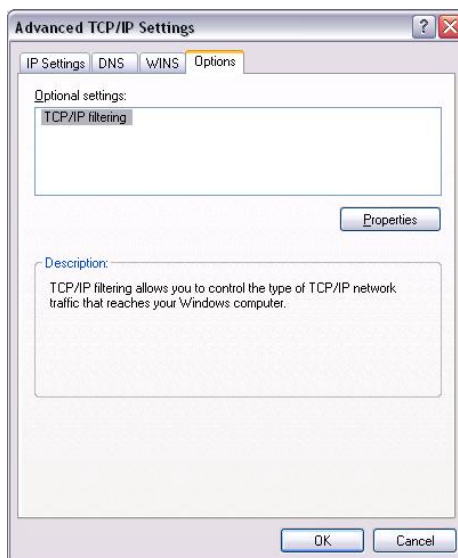 Advanced TCP/IP Settings
?
IP Settings DNS WINS Options
Optional settings:
TCP/IP filtering
Properties
Description:
TCP/IP filtering allows you to control the type of TCP/IP network
traffic that reaches your Windows computer.
OK Cancel